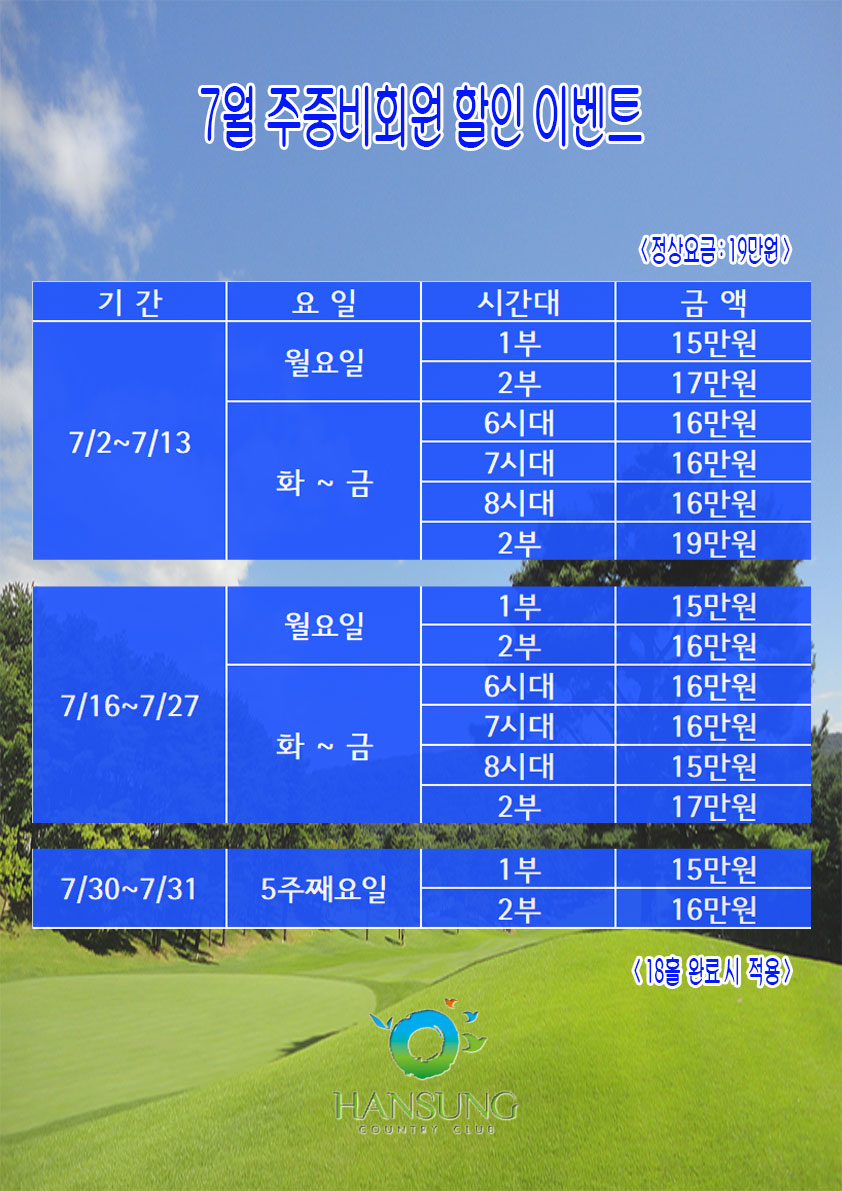 7월 주중비회원 할인 이벤트
<정상요금:19만원>
기 간 요 일 시간대 금 액
7/2~7/13 월요일 1부 15만원
2부 17만원
화 ~ 금 6시대 16만원
7시대 16만원
8시대 16만원
2부 19만원
7/16~7/27 월요일 1부 15만원
2부 16만원
화 ~ 금 6시대 16만원
7시대 16만원
8시대 15만원
2부 17만원
7/30~7/31 5주째요일 1부 15만원
2부 16만원
<18홀 완료시 적용>
HANSUNG
COUNTRY CLUB